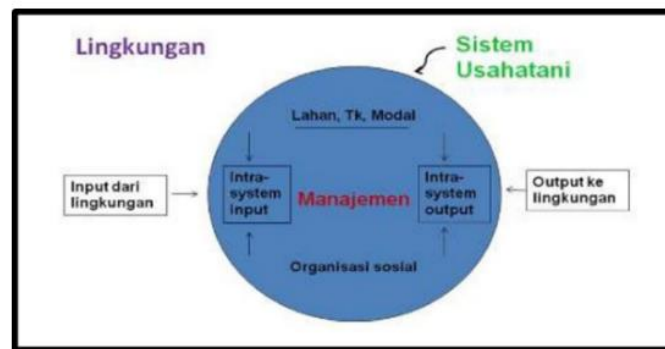 Lingkungan
Sistem
Usahatani
Lahan, Tk, Modal
Input dari
lingkungan
Intra-
system
input
Manajemen
Intra-
system
output
Output ke
lingkungan
Organisasi sosial